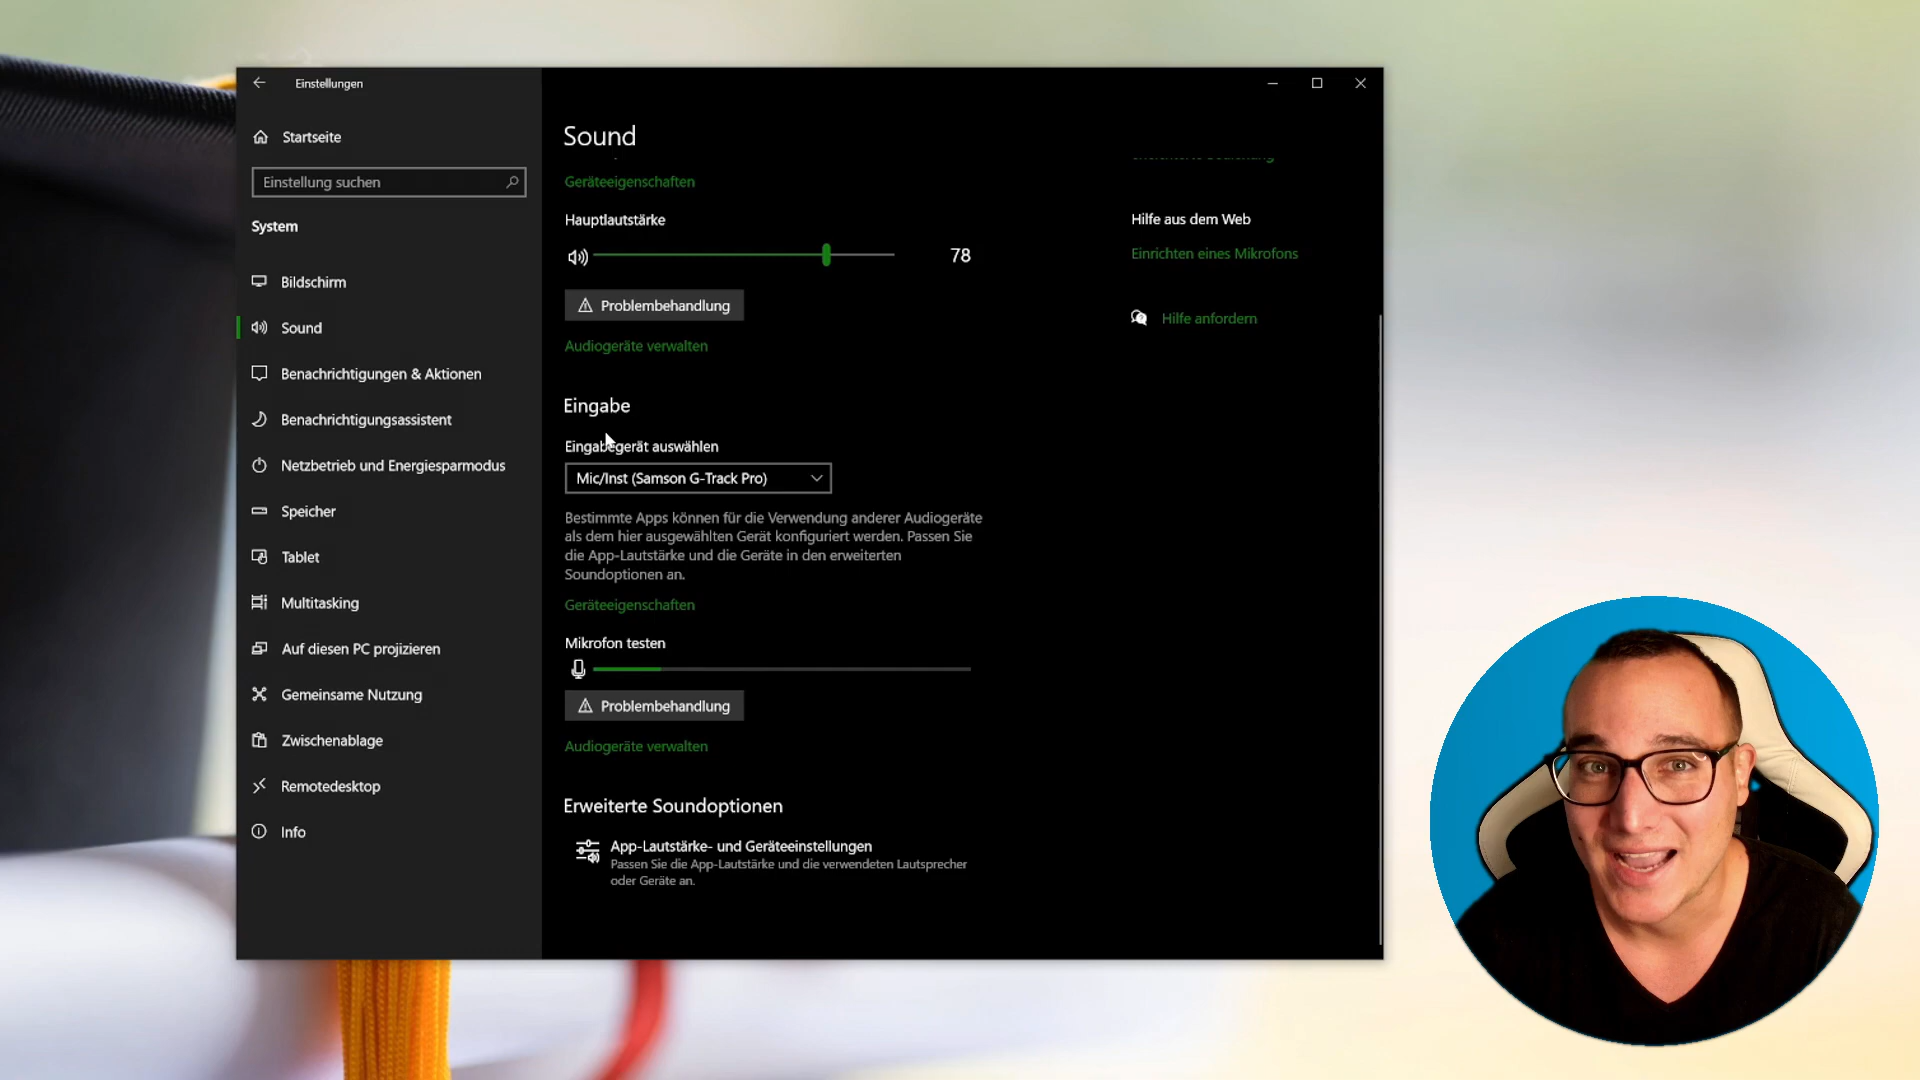 Einstellungen
Startseite
Einstellung suchen
System
Bildschirm
Sound
Benachrichtigungen & Aktionen
Benachrichtigungsassistent
Netzbetrieb und Energiesparmodus
Speicher
Tablet
Multitasking
Auf diesen PC projizieren
Gemeinsame Nutzung
Zwischenablage
Remotedesktop
Info
Sound
Geräteeigenschaften
Hauptlautstärke
78
Problembehandlung
Audiogeräte verwalten
Eingabe
Eingabegerät auswählen
Mic/Inst (Samson G-Track Pro)
Bestimmte Apps können für die Verwendung anderer Audiogeräte
als dem hier ausgewählten Gerät konfiguriert werden. Passen Sie
die App-Lautstärke und die Geräte in den erweiterten
Soundoptionen an.
Geräteeigenschaften
Mikrofon testen
Problembehandlung
Audiogeräte verwalten
Erweiterte Soundoptionen
App-Lautstärke- und Geräteeinstellungen
Passen Sie die App-Lautstärke und die verwendeten Lautsprecher
oder Geräte an.
Hilfe aus dem Web
Einrichten eines Mikrofons
Hilfe anfordern